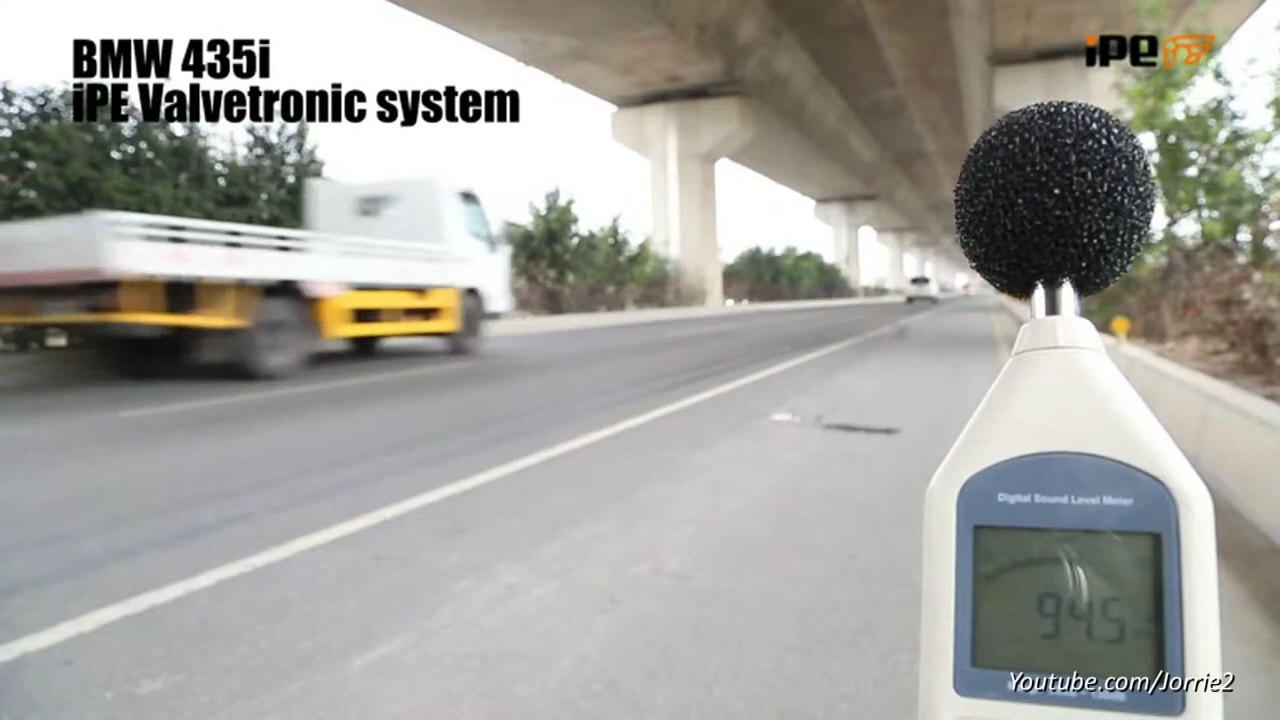 BMW 435i
iPE Valvetronic system
iPE
Digital Sound Level Meter
94.5
Youtube.com/Jorrie2